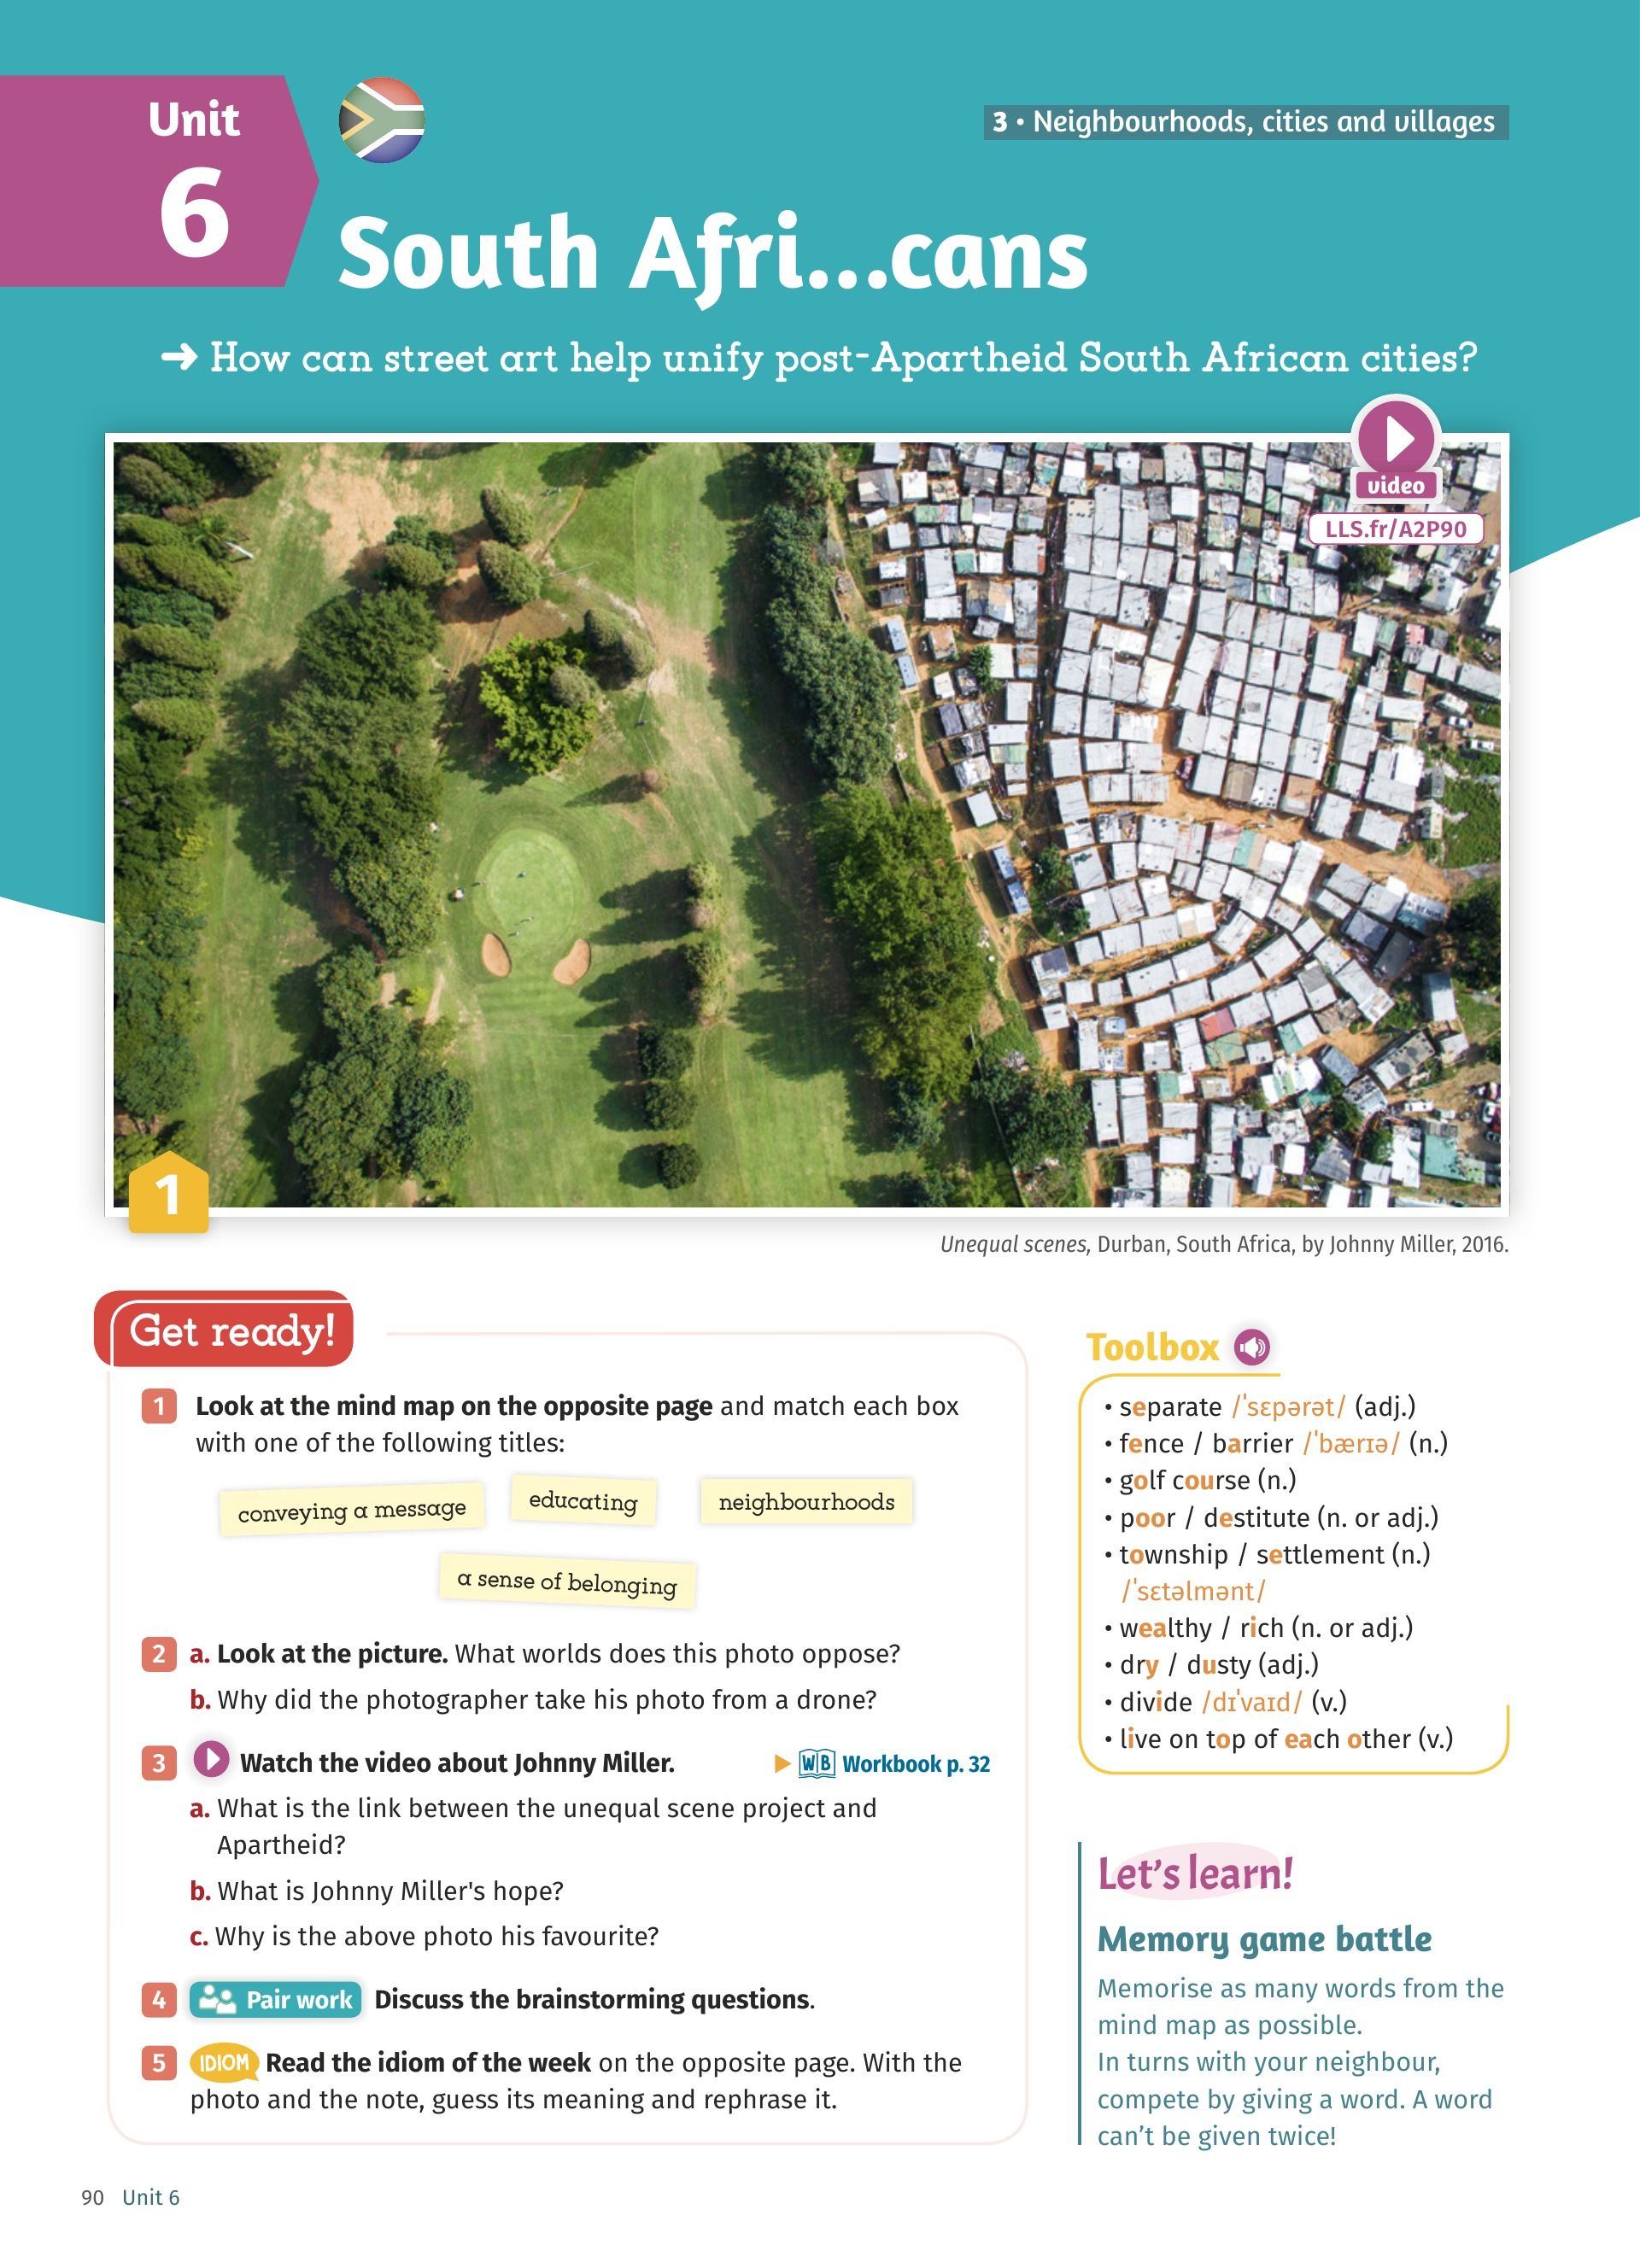 Unit
6
3 • Neighbourhoods, cities and villages
South Afri...cans
➜ How can street art help unify post-Apartheid South African cities?
video
LLS.fr/A2P90
1
Unequal scenes, Durban, South Africa, by Johnny Miller, 2016.
Get ready!
1 Look at the mind map on the opposite page and match each box
with one of the following titles:
conveying a message
educating
neighbourhoods
a sense of belonging
2 a. Look at the picture. What worlds does this photo oppose?
b. Why did the photographer take his photo from a drone?
3 Watch the video about Johnny Miller.
▶ WB Workbook p. 32
a. What is the link between the unequal scene project and
Apartheid?
b. What is Johnny Miller's hope?
c. Why is the above photo his favourite?
4 Pair work Discuss the brainstorming questions.
5 IDIOM Read the idiom of the week on the opposite page. With the
photo and the note, guess its meaning and rephrase it.
Toolbox
• separate /ˈsɛpərət/ (adj.)
• fence / barrier /ˈbærɪə/ (n.)
• golf course (n.)
• poor / destitute (n. or adj.)
• township / settlement (n.)
/ˈsɛtəlmənt/
• wealthy / rich (n. or adj.)
• dry / dusty (adj.)
• divide /dɪˈvaɪd/ (v.)
• live on top of each other (v.)
Let's learn!
Memory game battle
Memorise as many words from the
mind map as possible.
In turns with your neighbour,
compete by giving a word. A word
can't be given twice!
90 Unit 6